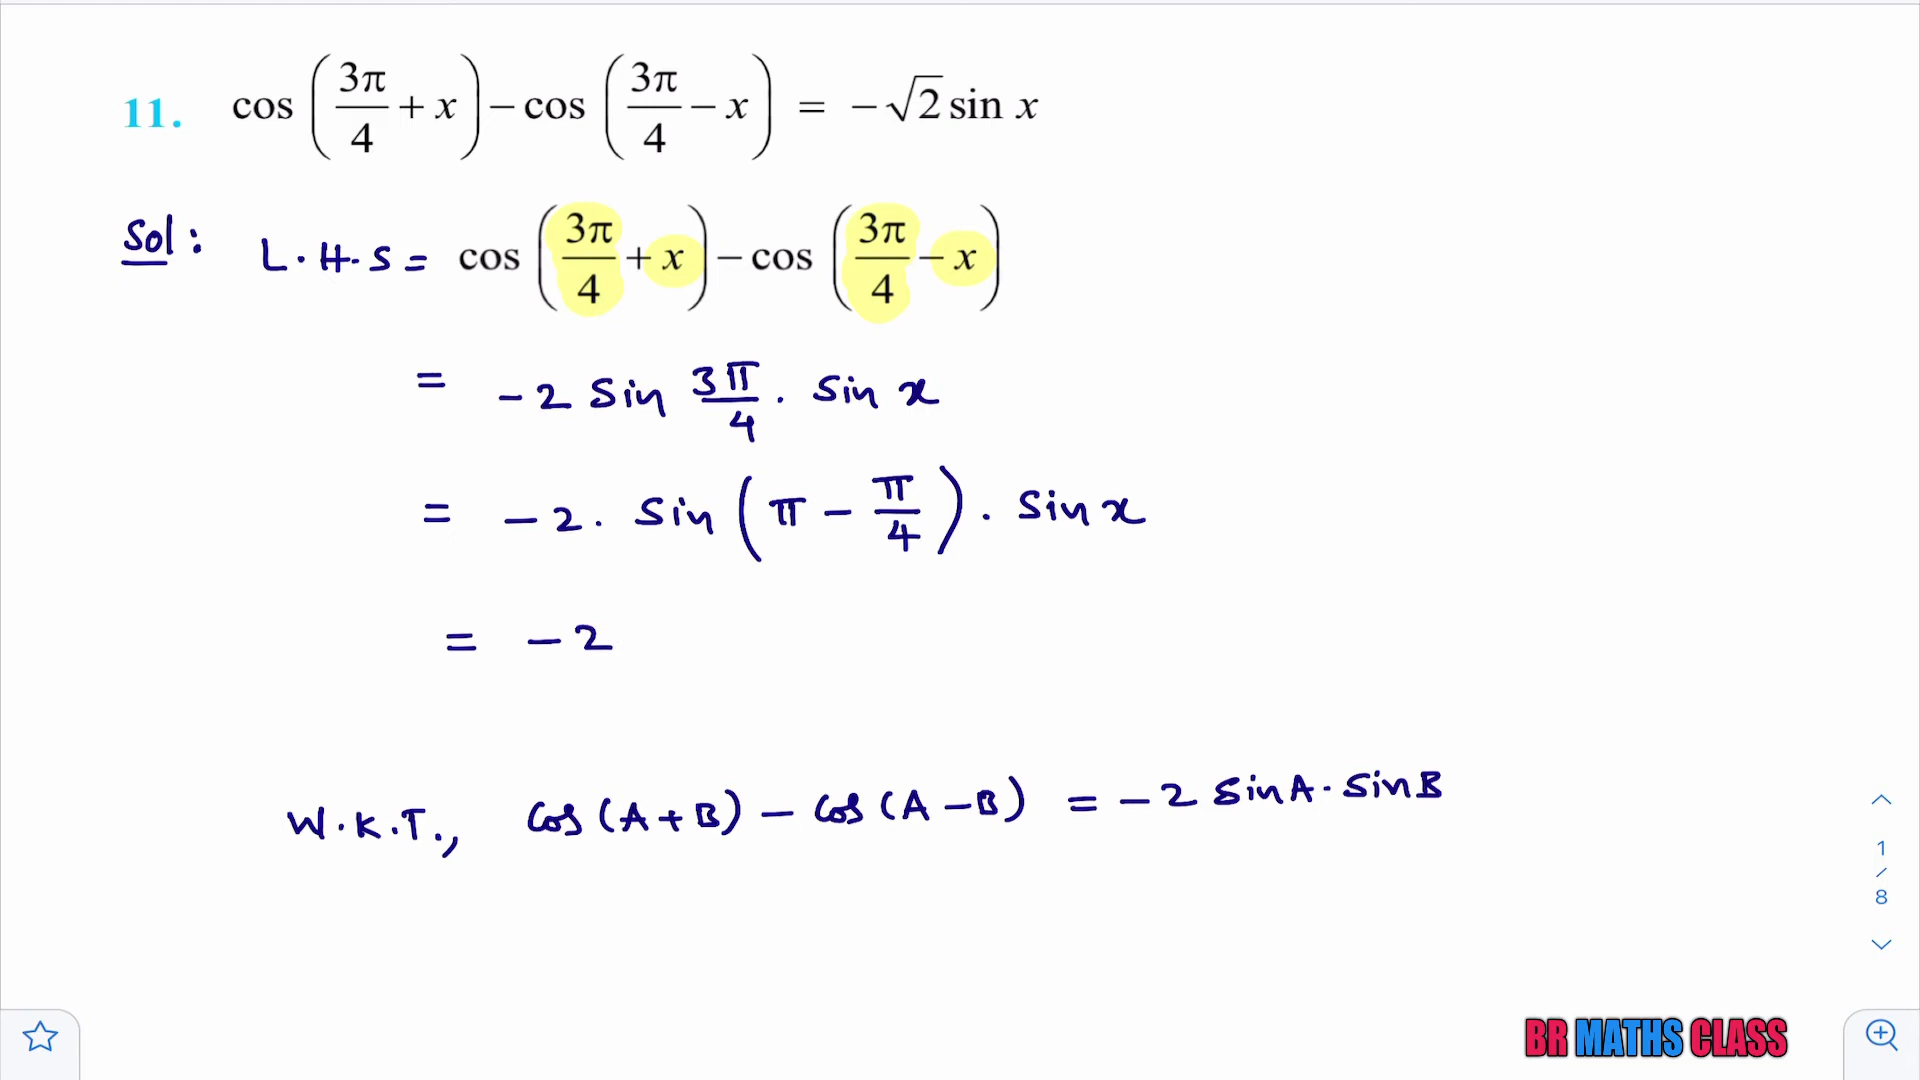 11. cos (3π/4 + x) − cos (3π/4 − x) = −√2 sin x
Sol: L.H.S = cos (3π/4 + x) − cos (3π/4 − x)
= −2 Sin 3π/4 . Sin x
= −2 . Sin (π − π/4) . Sin x
= −2
W.K.T., Cos (A+B) − Cos (A−B) = −2 SinA . SinB
1
/
8
BR MATHS CLASS